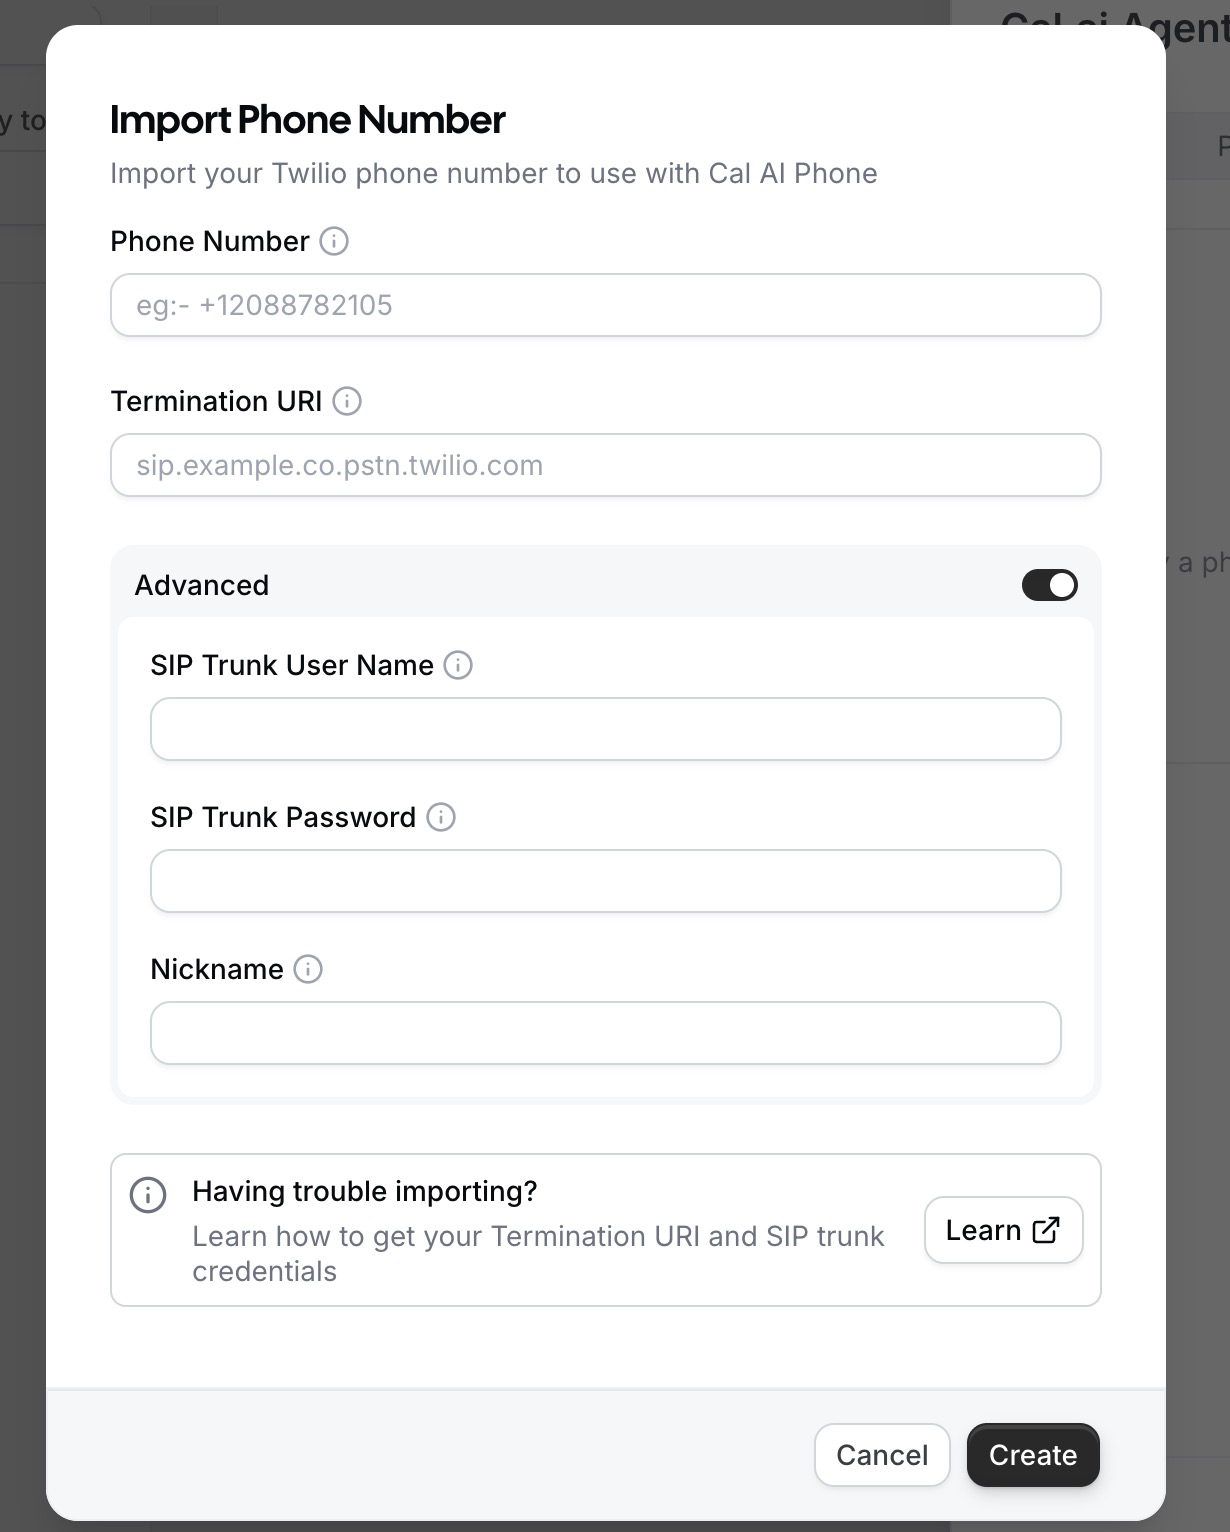 Import Phone Number
Import your Twilio phone number to use with Cal AI Phone
Phone Number
eg:- +12088782105
Termination URI
sip.example.co.pstn.twilio.com
Advanced
SIP Trunk User Name
SIP Trunk Password
Nickname
Having trouble importing?
Learn how to get your Termination URI and SIP trunk
credentials
Learn
Cancel
Create
y to
a ph